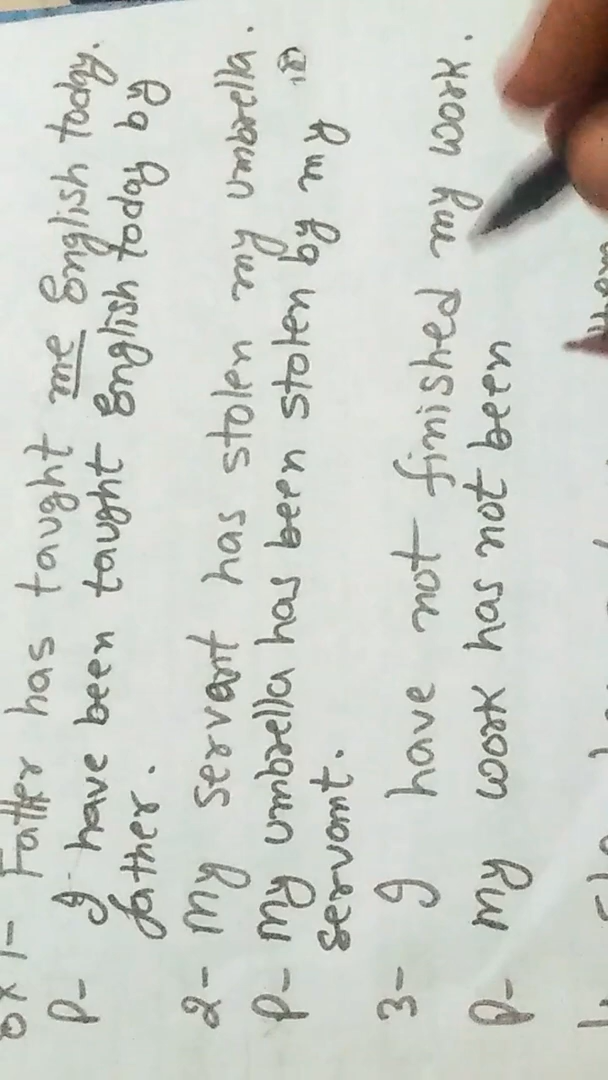 Ex 1- Father has taught me English today.
P- I have been taught English today by
father.
2- My servant has stolen my umbrella.
P- My umbrella has been stolen by my
servant.
3- I have not finished my work.
P- My work has not been